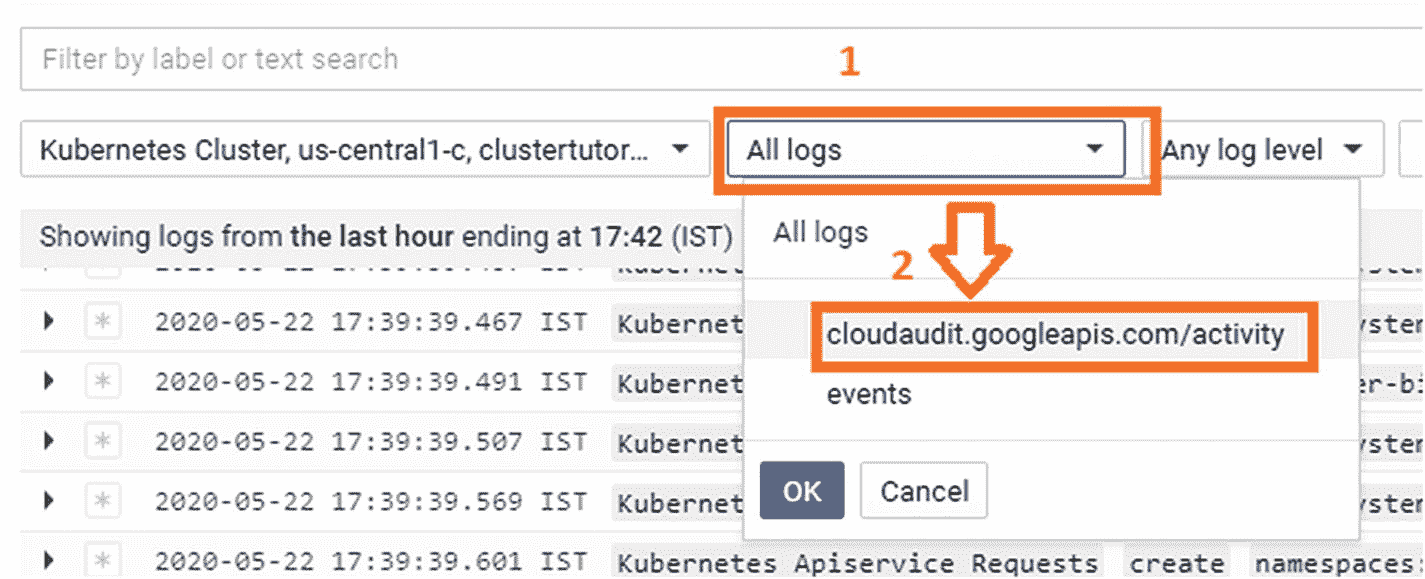 Filter by label or text search
1
Kubernetes Cluster, us-central1-c, clustertutor... All logs Any log level
Showing logs from the last hour ending at 17:42 (IST) All logs
2
2020-05-22 17:39:39.467 IST Kubernet cloudaudit.googleapis.com/activity
2020-05-22 17:39:39.491 IST Kubernet events
2020-05-22 17:39:39.507 IST Kubernet
2020-05-22 17:39:39.569 IST Kubernet OK Cancel
2020-05-22 17:39:39.601 IST Kubernetes Apiservice Requests create namespaces: